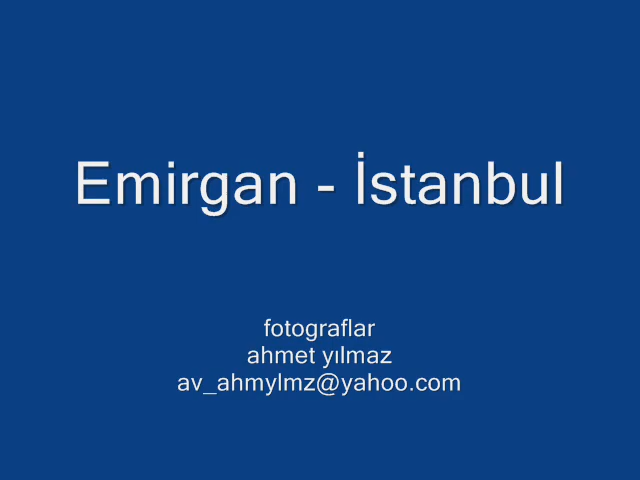 Emirgan - İstanbul
fotograflar
ahmet yılmaz
av_ahmylmz@yahoo.com